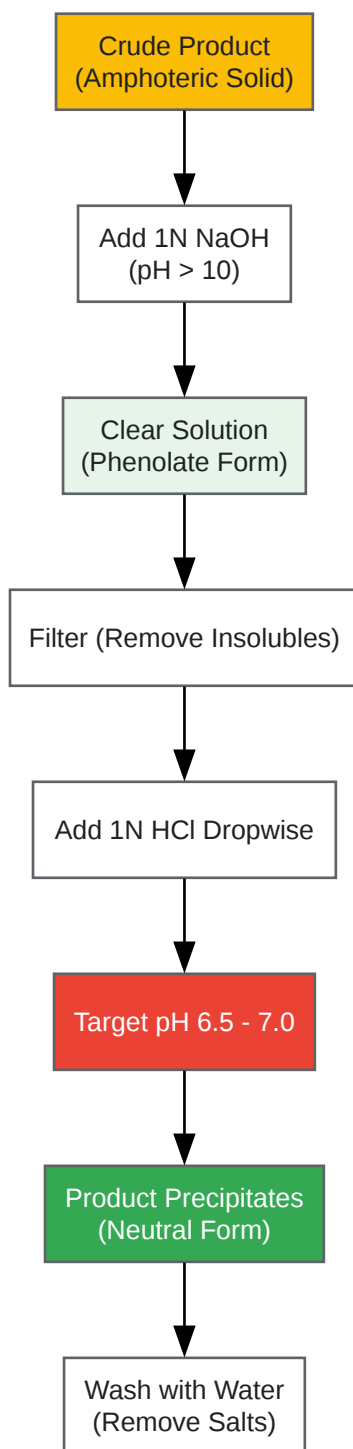 Crude Product
(Amphoteric Solid)
Add 1N NaOH
(pH > 10)
Clear Solution
(Phenolate Form)
Filter (Remove Insolubles)
Add 1N HCl Dropwise
Target pH 6.5 - 7.0
Product Precipitates
(Neutral Form)
Wash with Water
(Remove Salts)